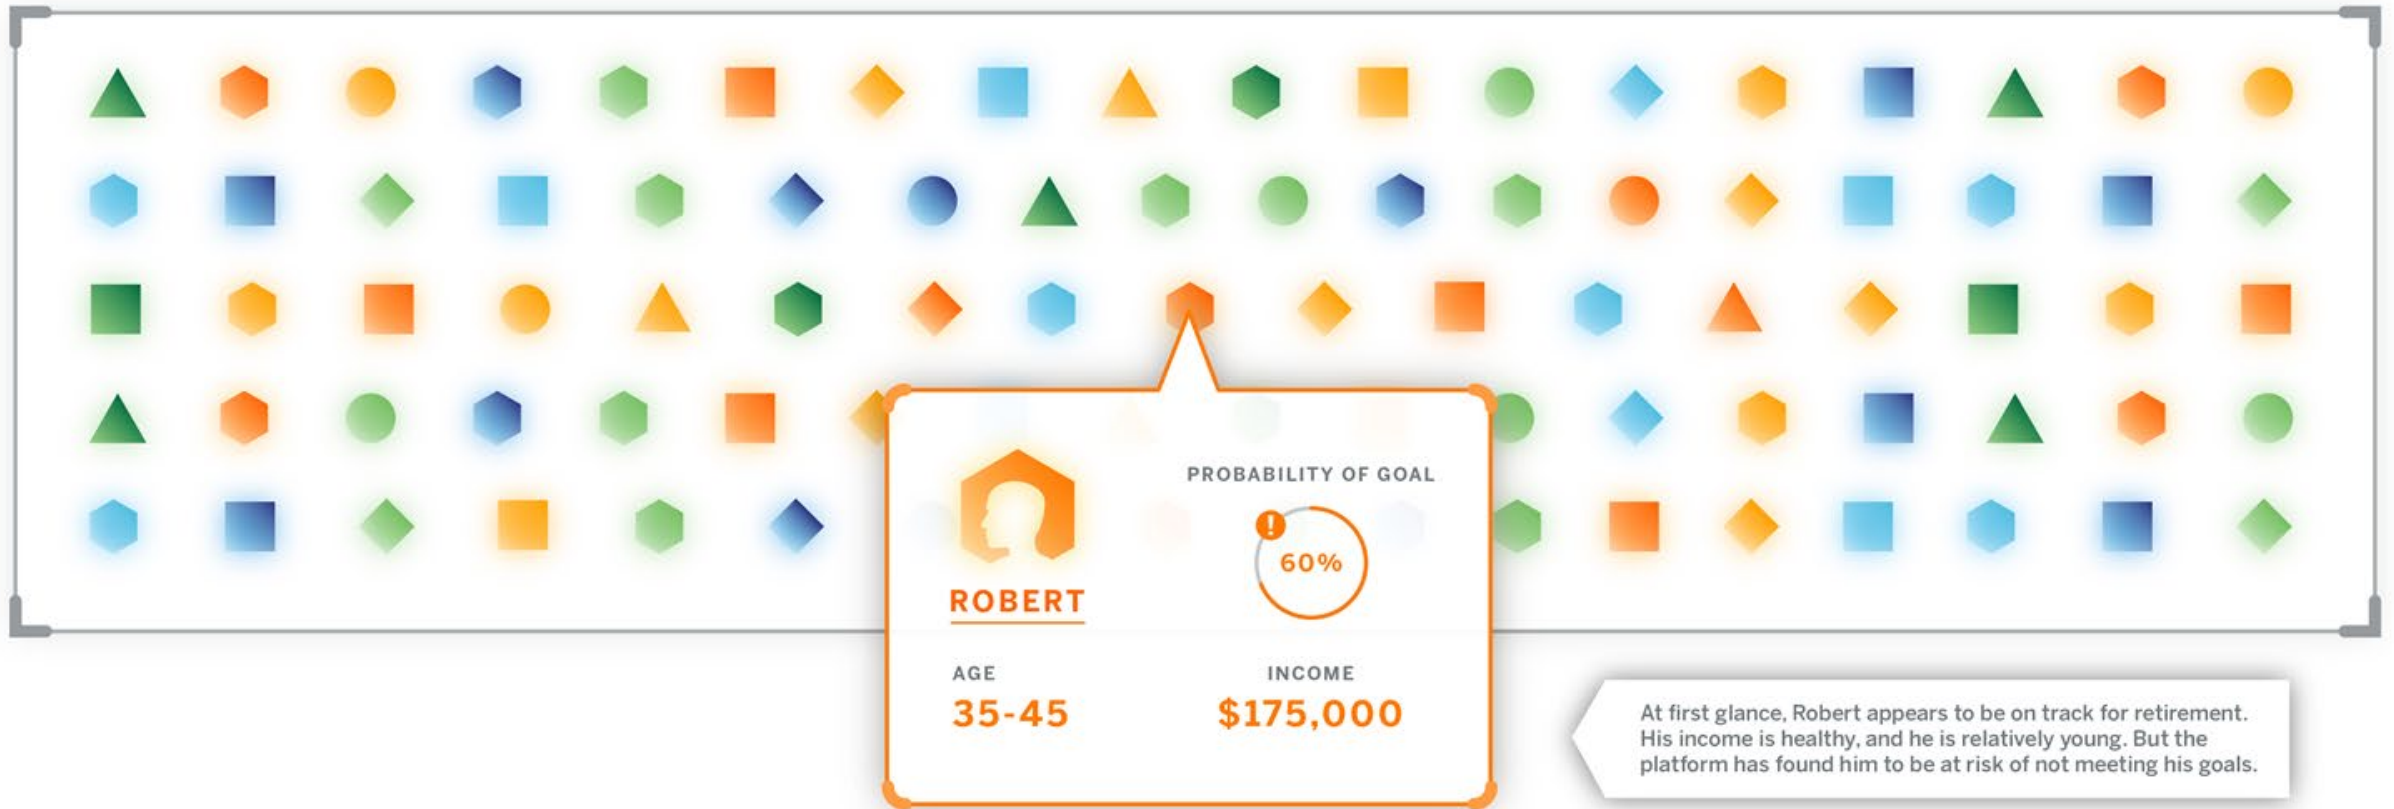 PROBABILITY OF GOAL
!
60%
ROBERT
AGE
35-45
INCOME
$175,000
At first glance, Robert appears to be on track for retirement.
His income is healthy, and he is relatively young. But the
platform has found him to be at risk of not meeting his goals.